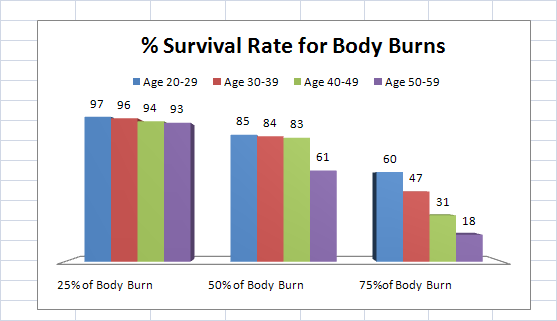 % Survival Rate for Body Burns
Age 20-29 Age 30-39 Age 40-49 Age 50-59
97 96 94 93
85 84 83 61
60 47 31 18
25% of Body Burn 50% of Body Burn 75%of Body Burn